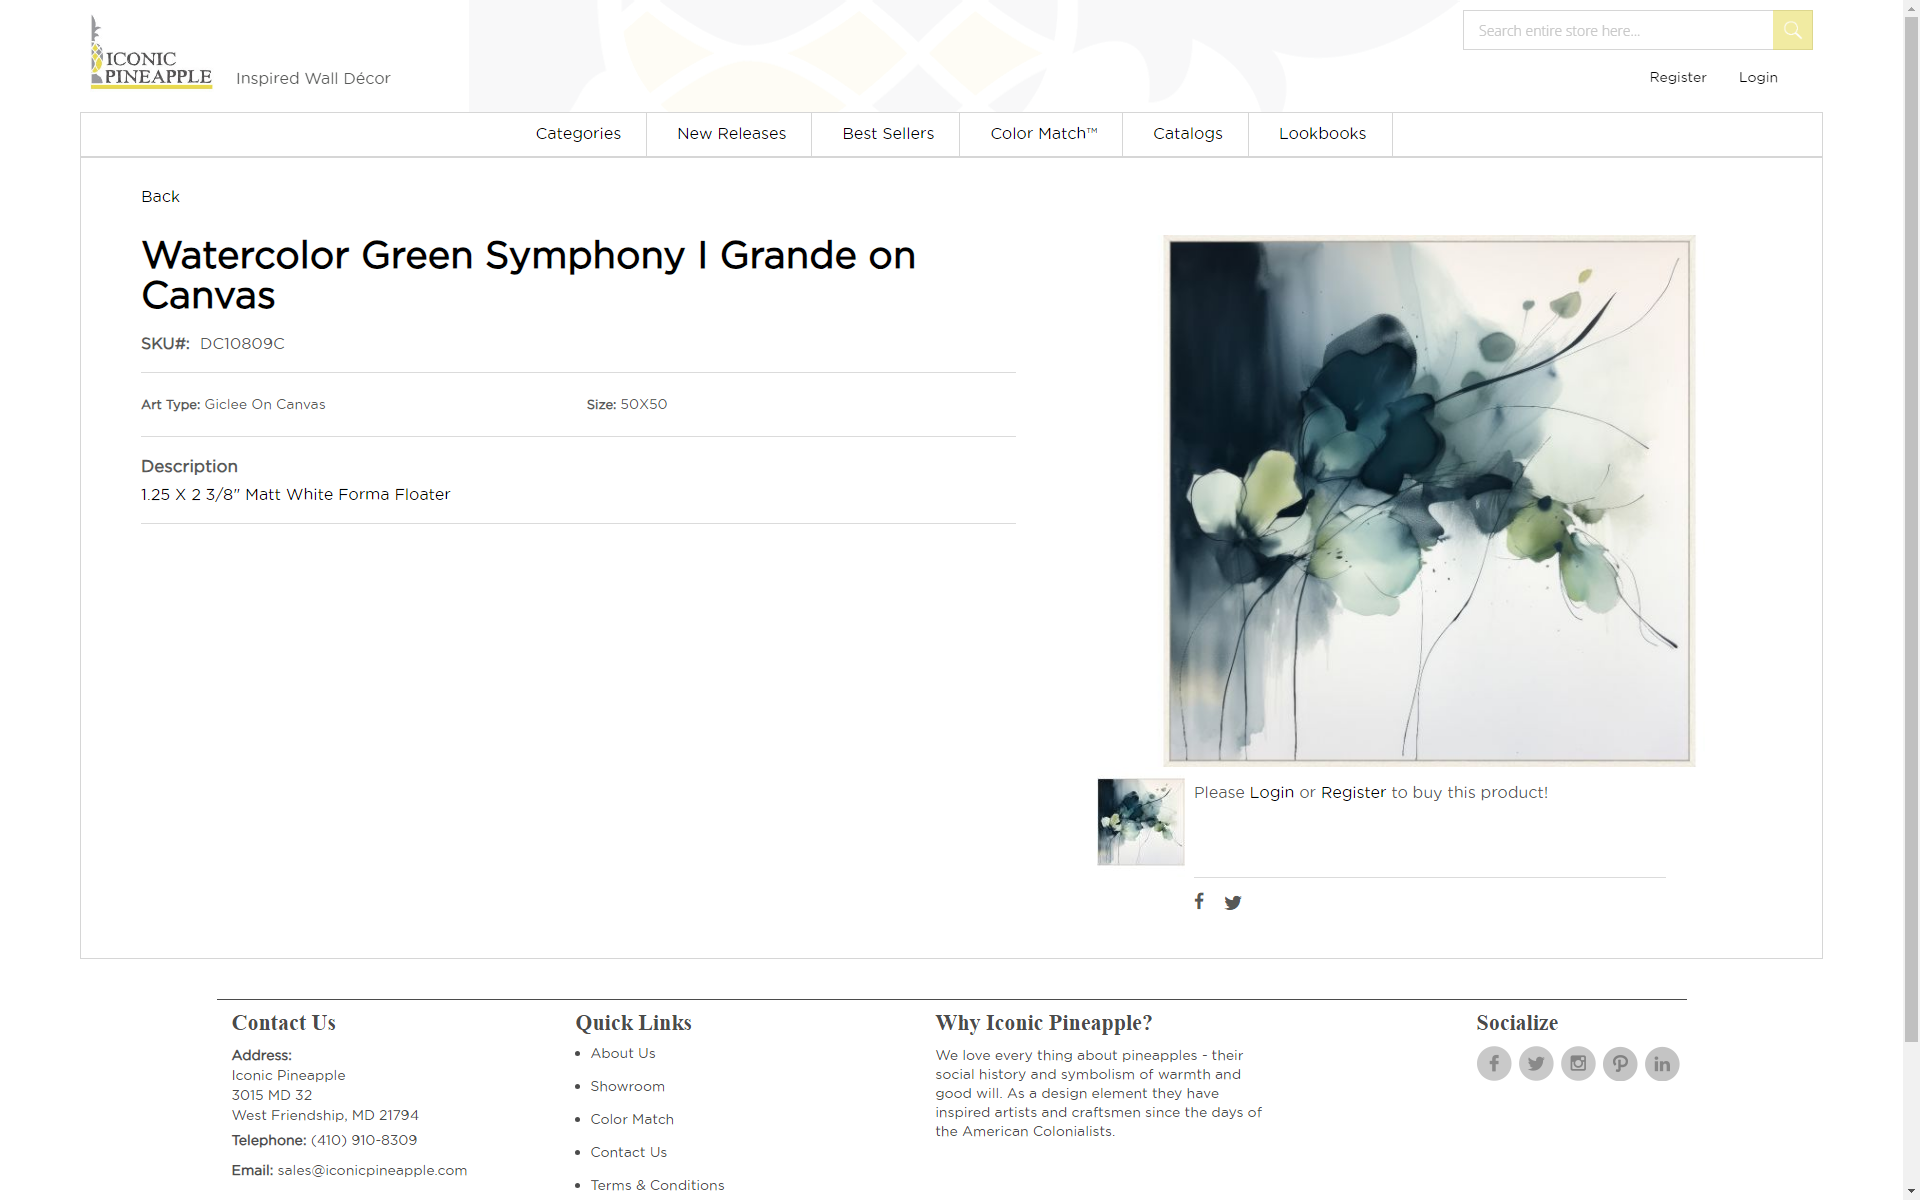 ICONIC
PINEAPPLE
Inspired Wall Décor
Search entire store here...
Register
Login
Categories
New Releases
Best Sellers
Color Match™
Catalogs
Lookbooks
Back
Watercolor Green Symphony I Grande on
Canvas
SKU#: DC10809C
Art Type: Giclee On Canvas
Size: 50X50
Description
1.25 X 2 3/8" Matt White Forma Floater
Please Login or Register to buy this product!
Contact Us
Address:
Iconic Pineapple
3015 MD 32
West Friendship, MD 21794
Telephone: (410) 910-8309
Email: sales@iconicpineapple.com
Quick Links
About Us
Showroom
Color Match
Contact Us
Terms & Conditions
Why Iconic Pineapple?
We love every thing about pineapples - their
social history and symbolism of warmth and
good will. As a design element they have
inspired artists and craftsmen since the days of
the American Colonialists.
Socialize